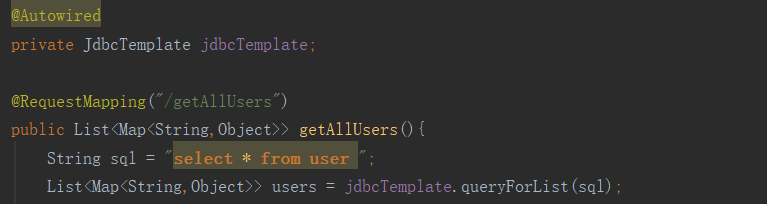 @Autowired
private JdbcTemplate jdbcTemplate;
@RequestMapping("/getAllUsers")
public List<Map<String,Object>> getAllUsers(){
String sql = "select * from user ";
List<Map<String,Object>> users = jdbcTemplate.queryForList(sql);